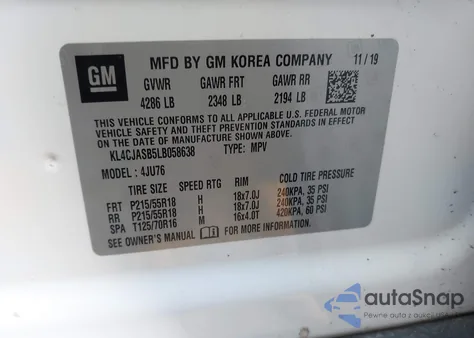 GM
MFD BY GM KOREA COMPANY 11/19
GVWR GAWR FRT GAWR RR
4286 LB 2348 LB 2194 LB
THIS VEHICLE CONFORMS TO ALL APPLICABLE U.S. FEDERAL MOTOR
VEHICLE SAFETY, BUMPER, AND THEFT PREVENTION STANDARDS IN EFFECT
ON THE DATE OF MANUFACTURE SHOWN ABOVE.
KL4CJASB5LB058638 TYPE: MPV
MODEL: 4JU76
SPEED RTG RIM COLD TIRE PRESSURE
FRT P215/55R18 H 18x7.0J 240KPA, 35 PSI
RR P215/55R18 H 18x7.0J 240KPA, 35 PSI
SPA T125/70R16 M 16x4.0T 420KPA, 60 PSI
SEE OWNER'S MANUAL FOR MORE INFORMATION.
autoSnap
Pewne auta z aukcji